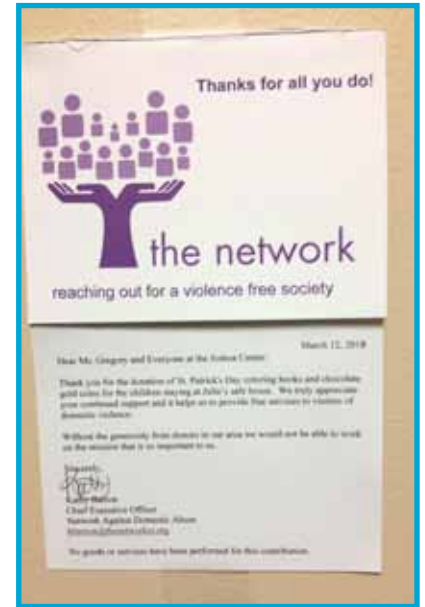 Thanks for all you do!
the network
reaching out for a violence free society
March 12, 2018
Dear Ms. Gregory and Everyone at the Center:
Thank you for the donation of St. Patrick's Day coloring books and chocolate
gold coins for the children staying at Julie's safe house. We truly appreciate
your continued support and it helps us to provide free services to victims of
domestic violence.
Without the generosity from donors in our area we would not be able to work
on the mission that is so important to us.
Sincerely,
Kathy
Chief Executive Officer
Network Against Domestic Abuse
No goods or services have been performed for this contribution.